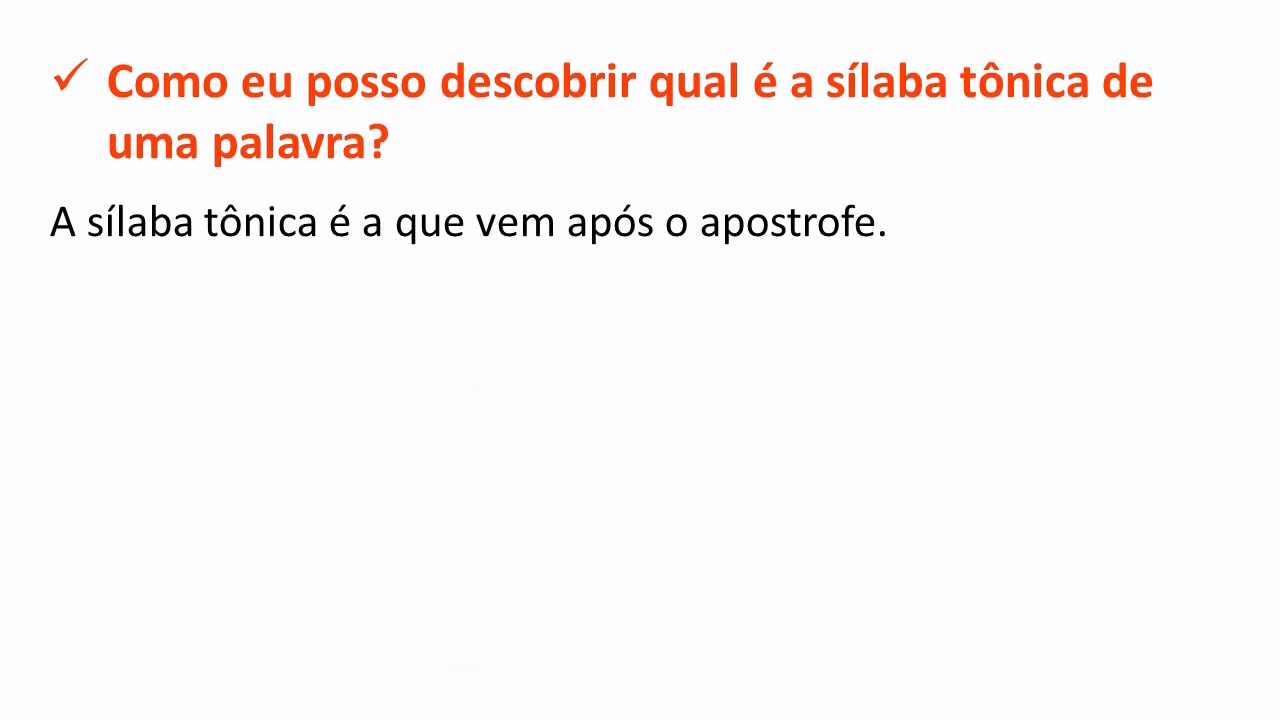 ✓ Como eu posso descobrir qual é a sílaba tônica de
uma palavra?
A sílaba tônica é a que vem após o apostrofe.